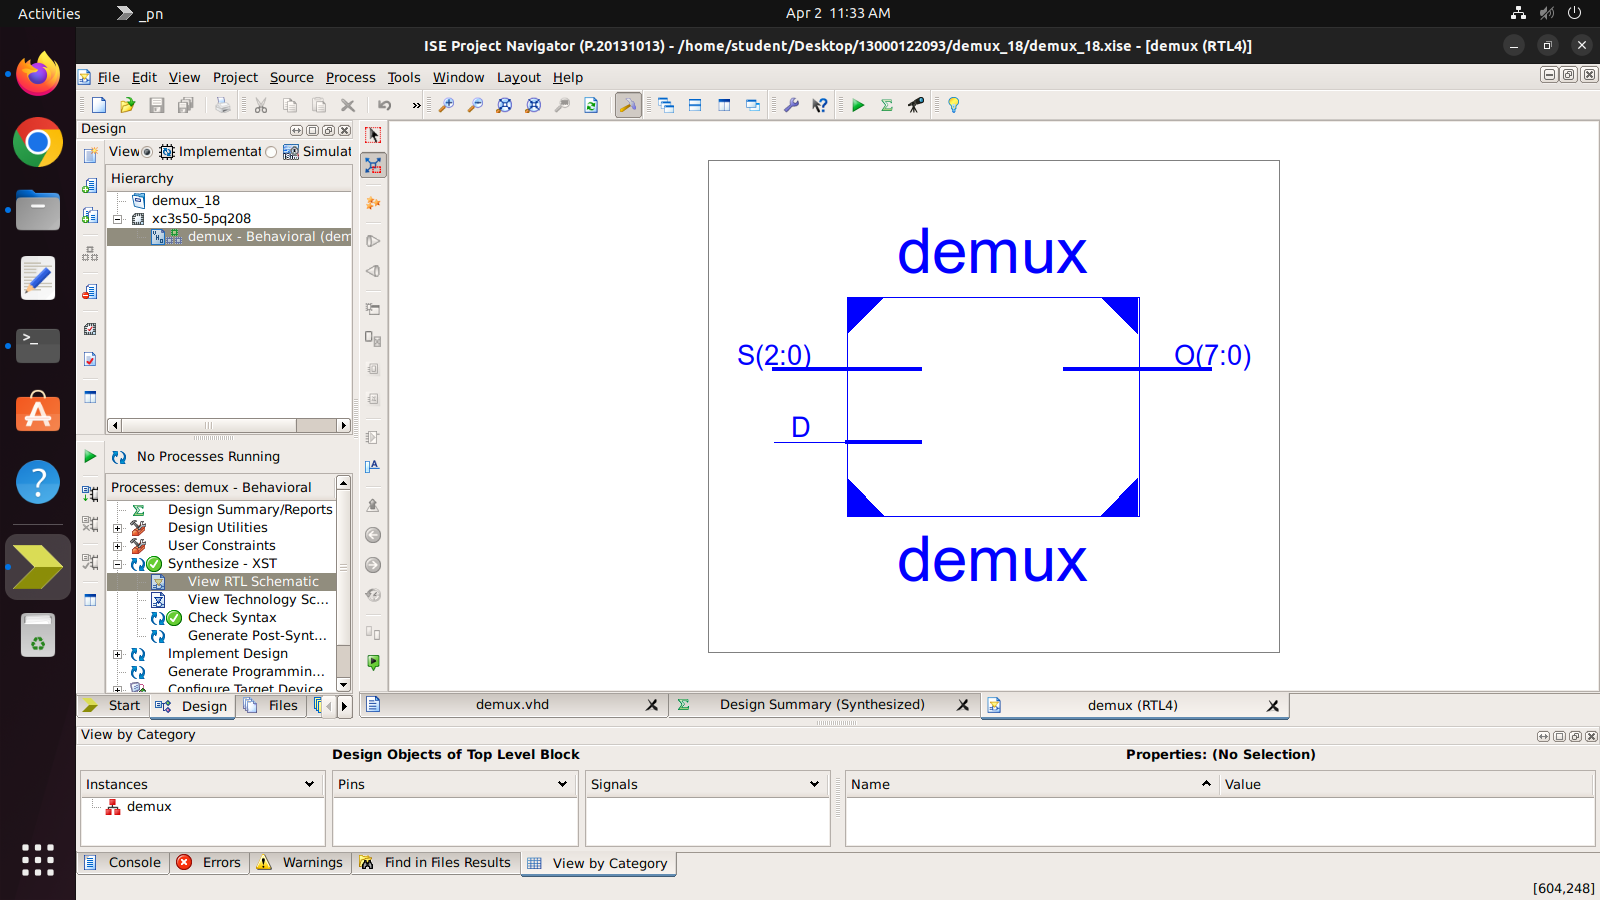 Activities
_pn
Apr 2 11:33 AM
ISE Project Navigator (P.20131013) - /home/student/Desktop/13000122093/demux_18/demux_18.xise - [demux (RTL4)]
File Edit View Project Source Process Tools Window Layout Help
»
Design
View Implementat Simulat
Hierarchy
demux_18
xc3s50-5pq208
demux - Behavioral (dem
No Processes Running
Processes: demux - Behavioral
Design Summary/Reports
Design Utilities
User Constraints
Synthesize - XST
View RTL Schematic
View Technology Sc...
Check Syntax
Generate Post-Synt...
Implement Design
Generate Programmin...
Configure Target Device
Start Design Files
demux
S(2:0)
O(7:0)
D
demux
demux.vhd
Design Summary (Synthesized)
demux (RTL4)
View by Category
Design Objects of Top Level Block
Properties: (No Selection)
Instances Pins Signals Name Value
demux
Console Errors Warnings Find in Files Results View by Category
[604,248]